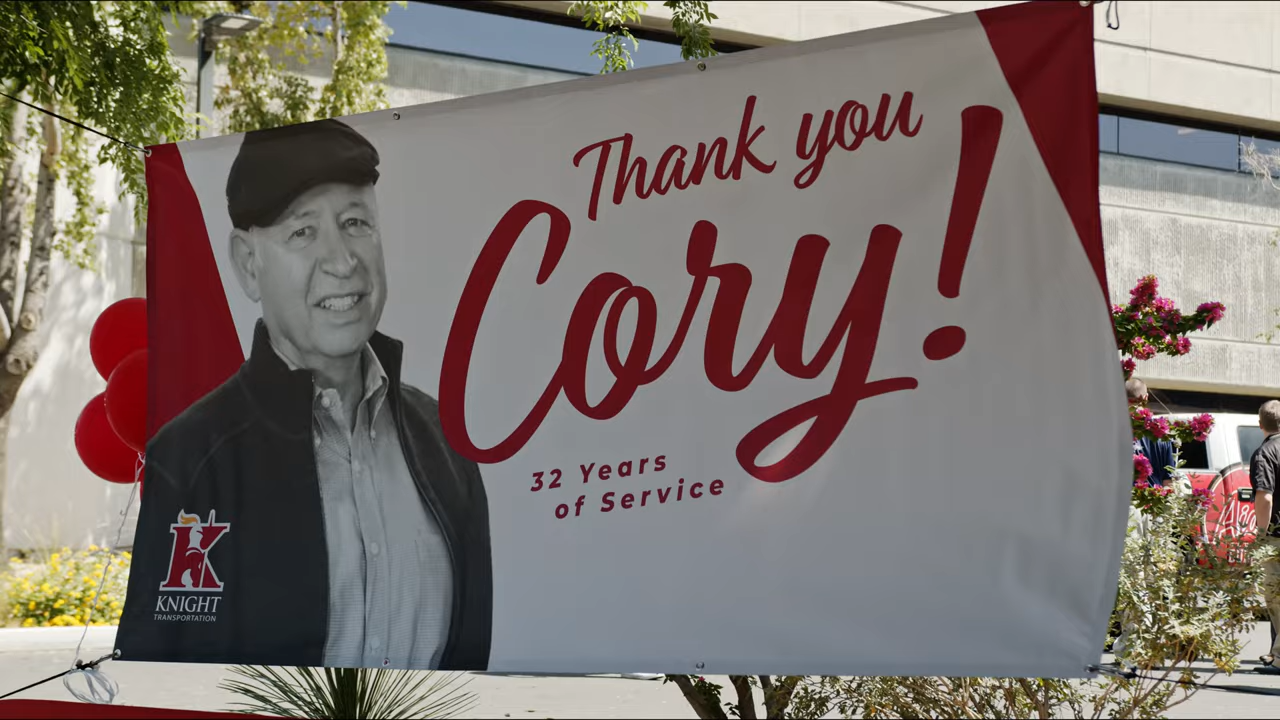 Thank you
Cory!
32 Years
of Service
K
KNIGHT
TRANSPORTATION